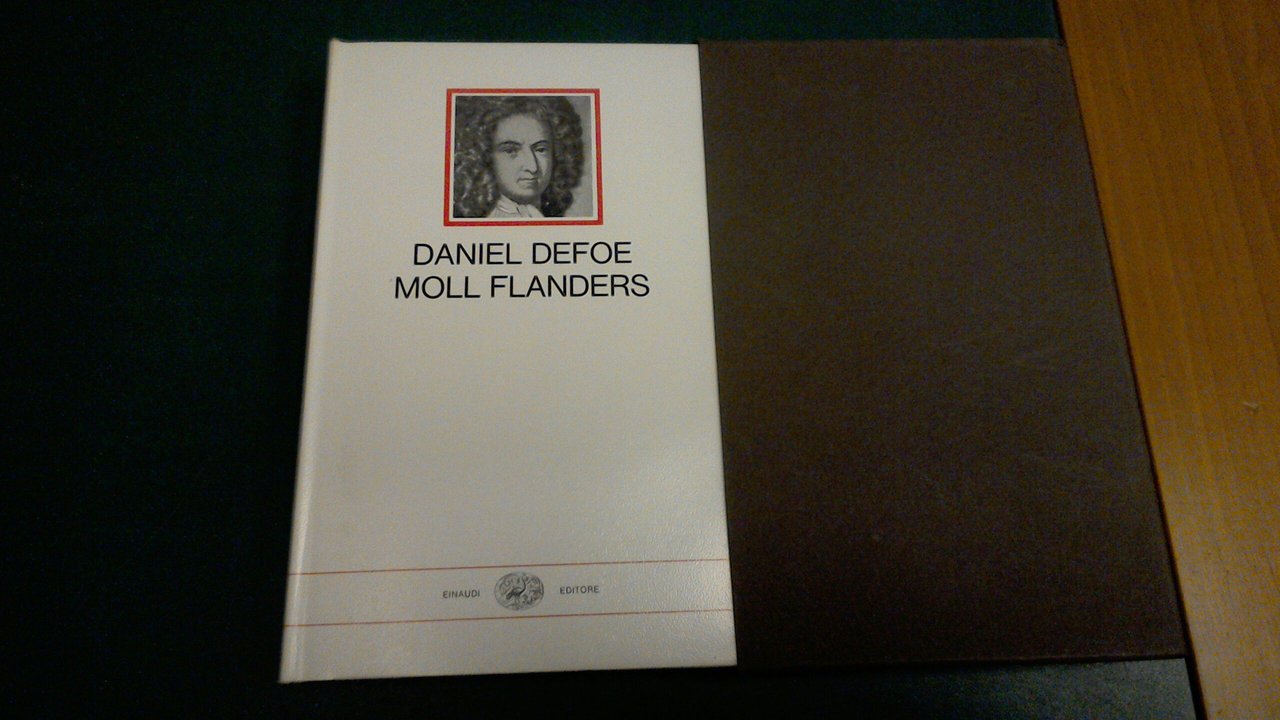 DANIEL DEFOE
MOLL FLANDERS
EINAUDI EDITORE